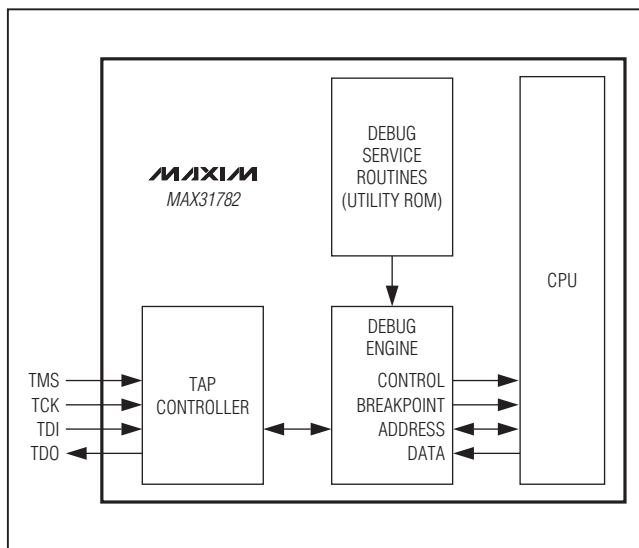 MAXIM
MAX31782
DEBUG
SERVICE
ROUTINES
(UTILITY ROM)
CPU
TMS
TCK
TDI
TDO
TAP
CONTROLLER
DEBUG
ENGINE
CONTROL
BREAKPOINT
ADDRESS
DATA